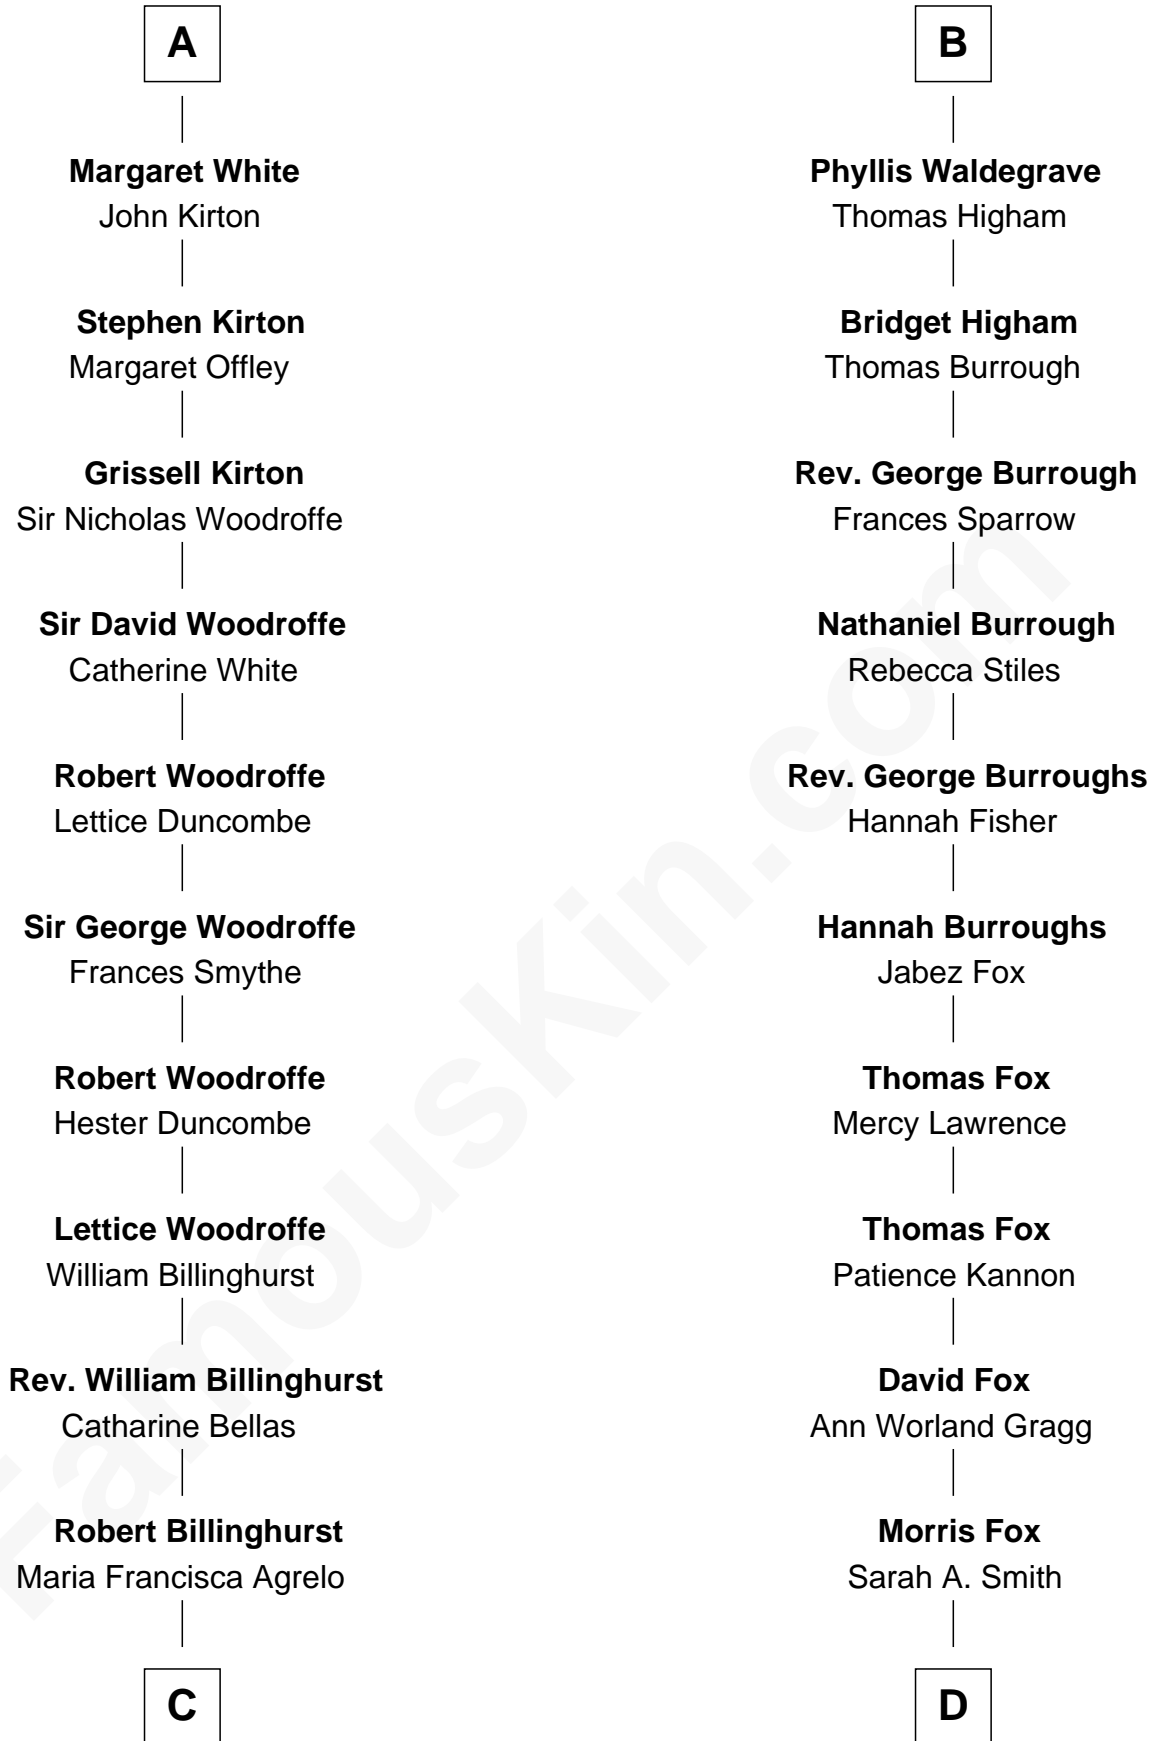 A
Margaret White
John Kirton
Stephen Kirton
Margaret Offley
Grissell Kirton
Sir Nicholas Woodroffe
Sir David Woodroffe
Catherine White
Robert Woodroffe
Lettice Duncombe
Sir George Woodroffe
Frances Smythe
Robert Woodroffe
Hester Duncombe
Lettice Woodroffe
William Billinghurst
Rev. William Billinghurst
Catharine Bellas
Robert Billinghurst
Maria Francisca Agrelo
C
B
Phyllis Waldegrave
Thomas Higham
Bridget Higham
Thomas Burrough
Rev. George Burrough
Frances Sparrow
Nathaniel Burrough
Rebecca Stiles
Rev. George Burroughs
Hannah Fisher
Hannah Burroughs
Jabez Fox
Thomas Fox
Mercy Lawrence
Thomas Fox
Patience Kannon
David Fox
Ann Worland Gragg
Morris Fox
Sarah A. Smith
D
FamousKin.com